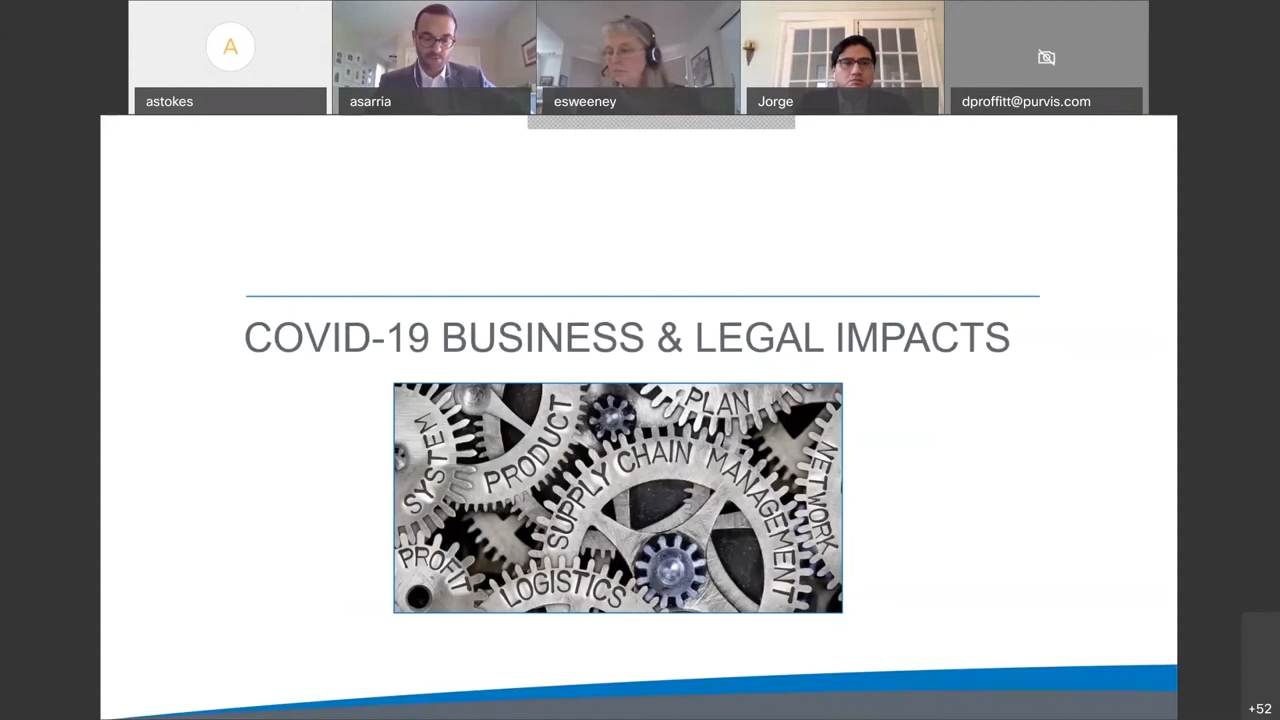 A
astokes
asarria
esweeney
Jorge
dproffitt@purvis.com
COVID-19 BUSINESS & LEGAL IMPACTS
SYSTEM
PRODUCT
PLAN
SUPPLY CHAIN MANAGEMENT
NETWORK
PROFIT
LOGISTICS
+52